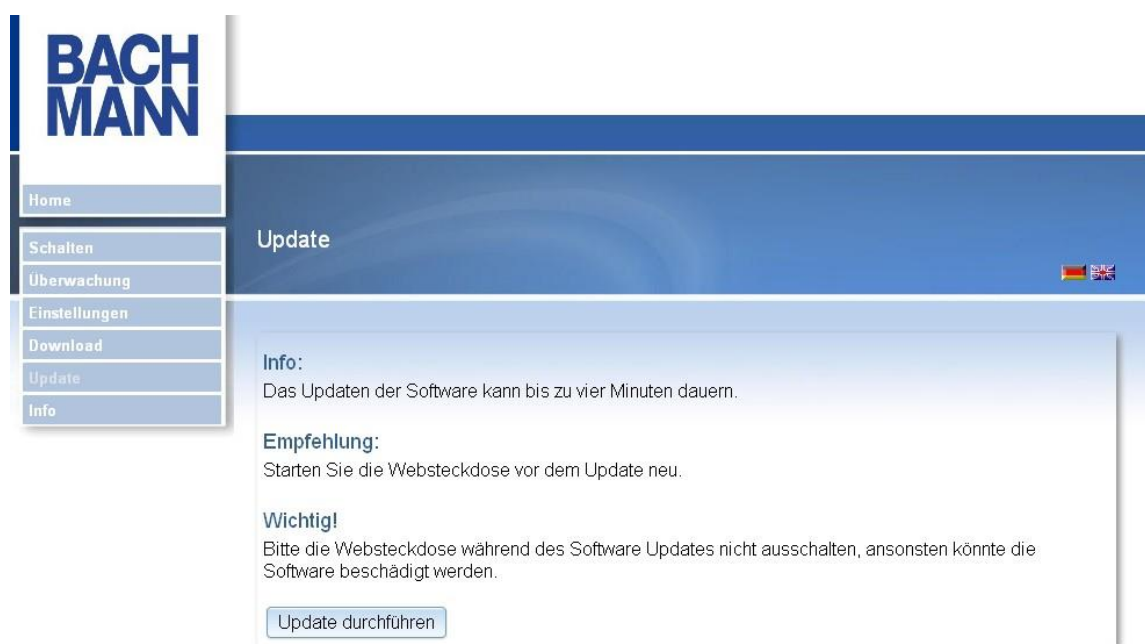 BACH
MANN
Home
Schalten
Überwachung
Einstellungen
Download
Update
Info
Update
Info:
Das Updaten der Software kann bis zu vier Minuten dauern.
Empfehlung:
Starten Sie die Websteckdose vor dem Update neu.
Wichtig!
Bitte die Websteckdose während des Software Updates nicht ausschalten, ansonsten könnte die
Software beschädigt werden.
Update durchführen